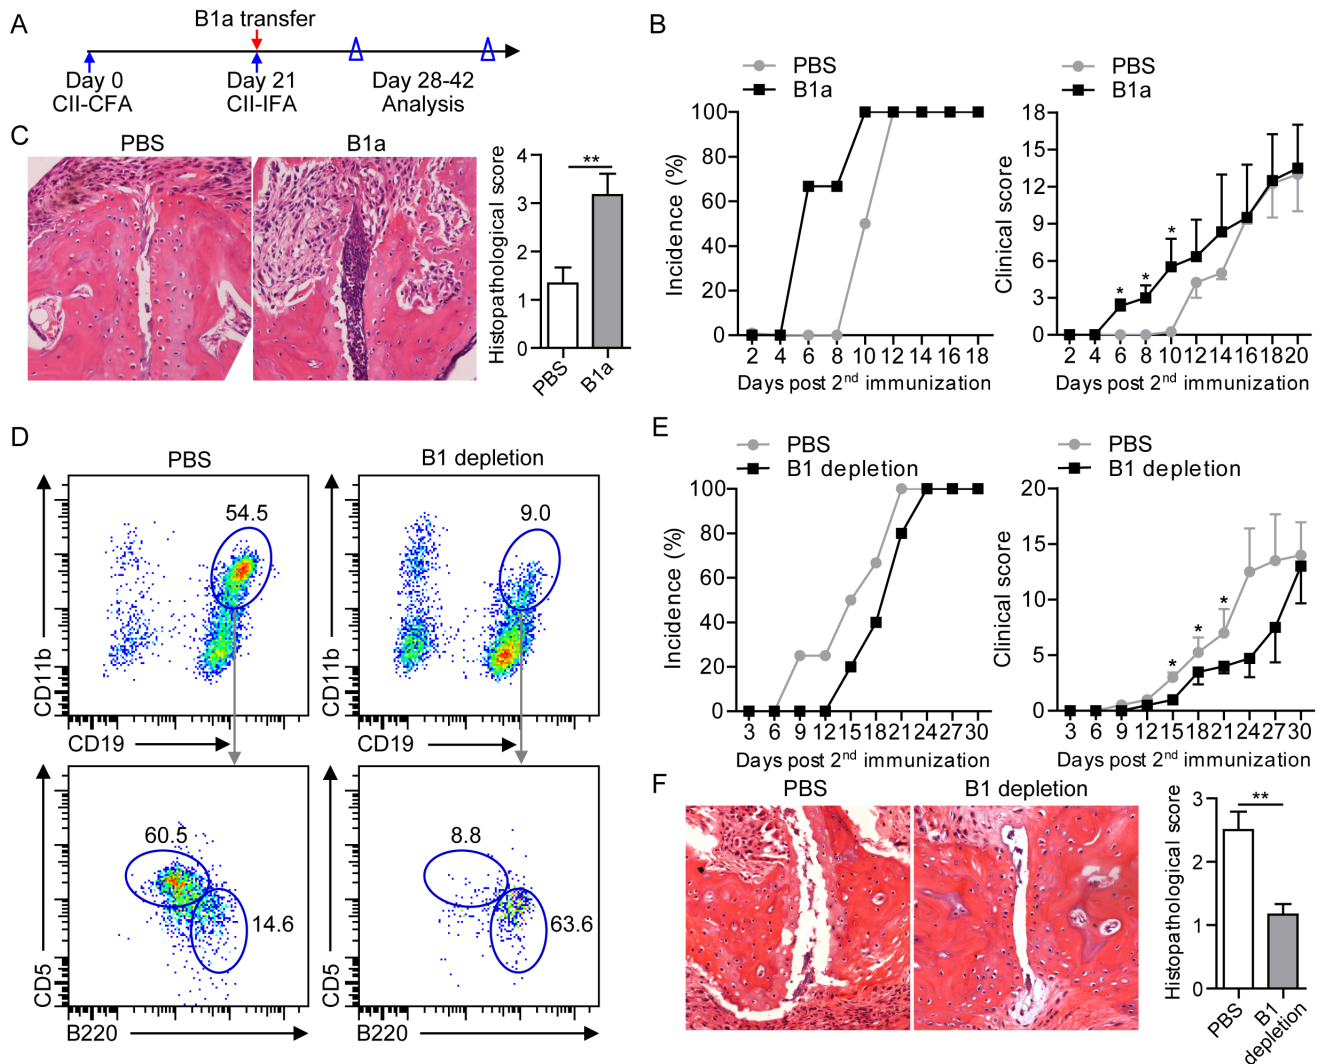 A
B1a transfer
Day 0
CII-CFA
Day 21
CII-IFA
Day 28-42
Analysis
B
PBS
B1a
Incidence (%)
100
80
60
40
20
0
2 4 6 8 10 12 14 16 18
Days post 2nd immunization
PBS
B1a
Clinical score
18
15
12
9
6
3
0
* * *
2 4 6 8 10 12 14 16 18 20
Days post 2nd immunization
C
PBS
B1a
Histopathological score
4
3
2
1
0
**
PBS
B1a
D
PBS
B1 depletion
54.5
9.0
CD11b
CD19
CD11b
CD19
60.5
14.6
8.8
63.6
CD5
B220
CD5
B220
E
PBS
B1 depletion
Incidence (%)
100
80
60
40
20
0
3 6 9 12 15 18 21 24 27 30
Days post 2nd immunization
PBS
B1 depletion
Clinical score
20
15
10
5
0
* * *
3 6 9 12 15 18 21 24 27 30
Days post 2nd immunization
F
PBS
B1 depletion
Histopathological score
3
2
1
0
**
PBS
B1
depletion